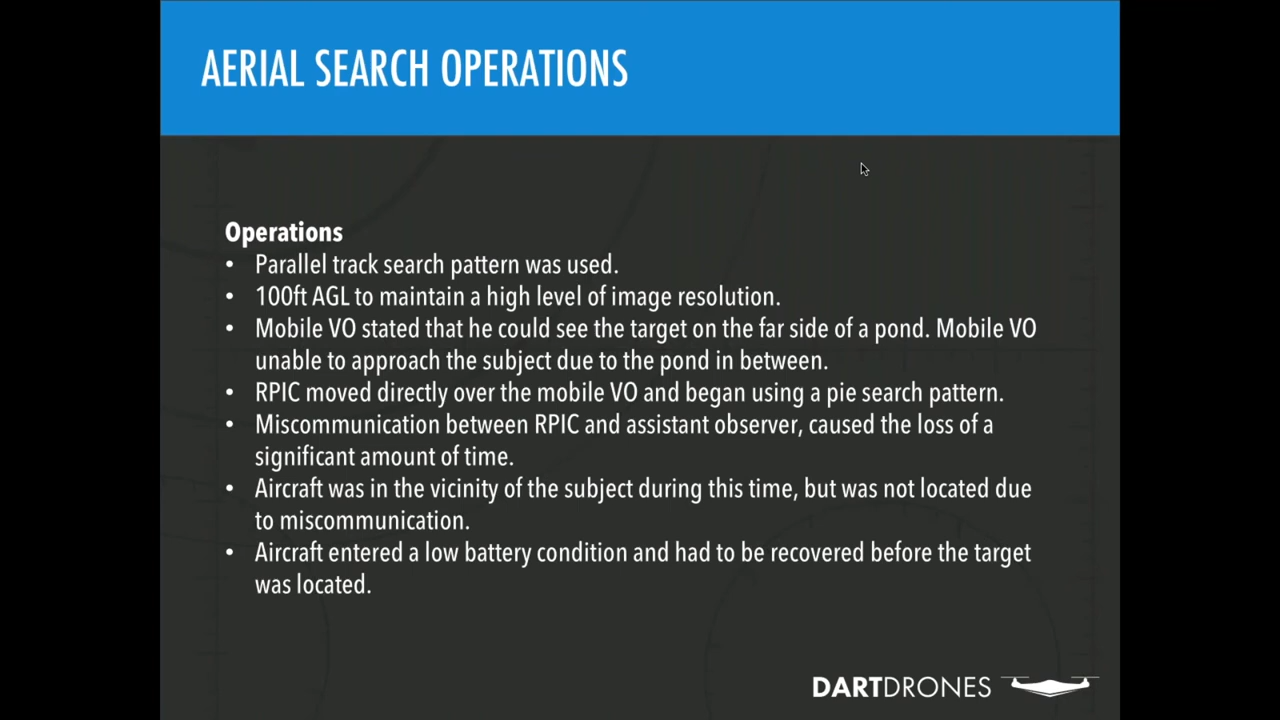 AERIAL SEARCH OPERATIONS
Operations
• Parallel track search pattern was used.
• 100ft AGL to maintain a high level of image resolution.
• Mobile VO stated that he could see the target on the far side of a pond. Mobile VO
unable to approach the subject due to the pond in between.
• RPIC moved directly over the mobile VO and began using a pie search pattern.
• Miscommunication between RPIC and assistant observer, caused the loss of a
significant amount of time.
• Aircraft was in the vicinity of the subject during this time, but was not located due
to miscommunication.
• Aircraft entered a low battery condition and had to be recovered before the target
was located.
DARTDRONES